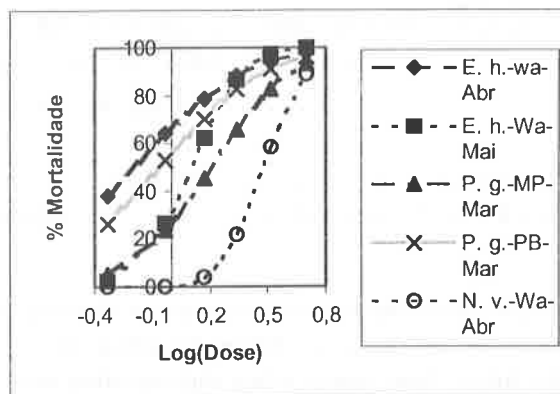 % Mortalidade
100
80
60
40
20
0
-0,4 -0,1 0,2 0,5 0,8
Log(Dose)
E. h.-wa-
Abr
E. h.-Wa-
Mai
P. g.-MP-
Mar
P. g.-PB-
Mar
N. v.-Wa-
Abr